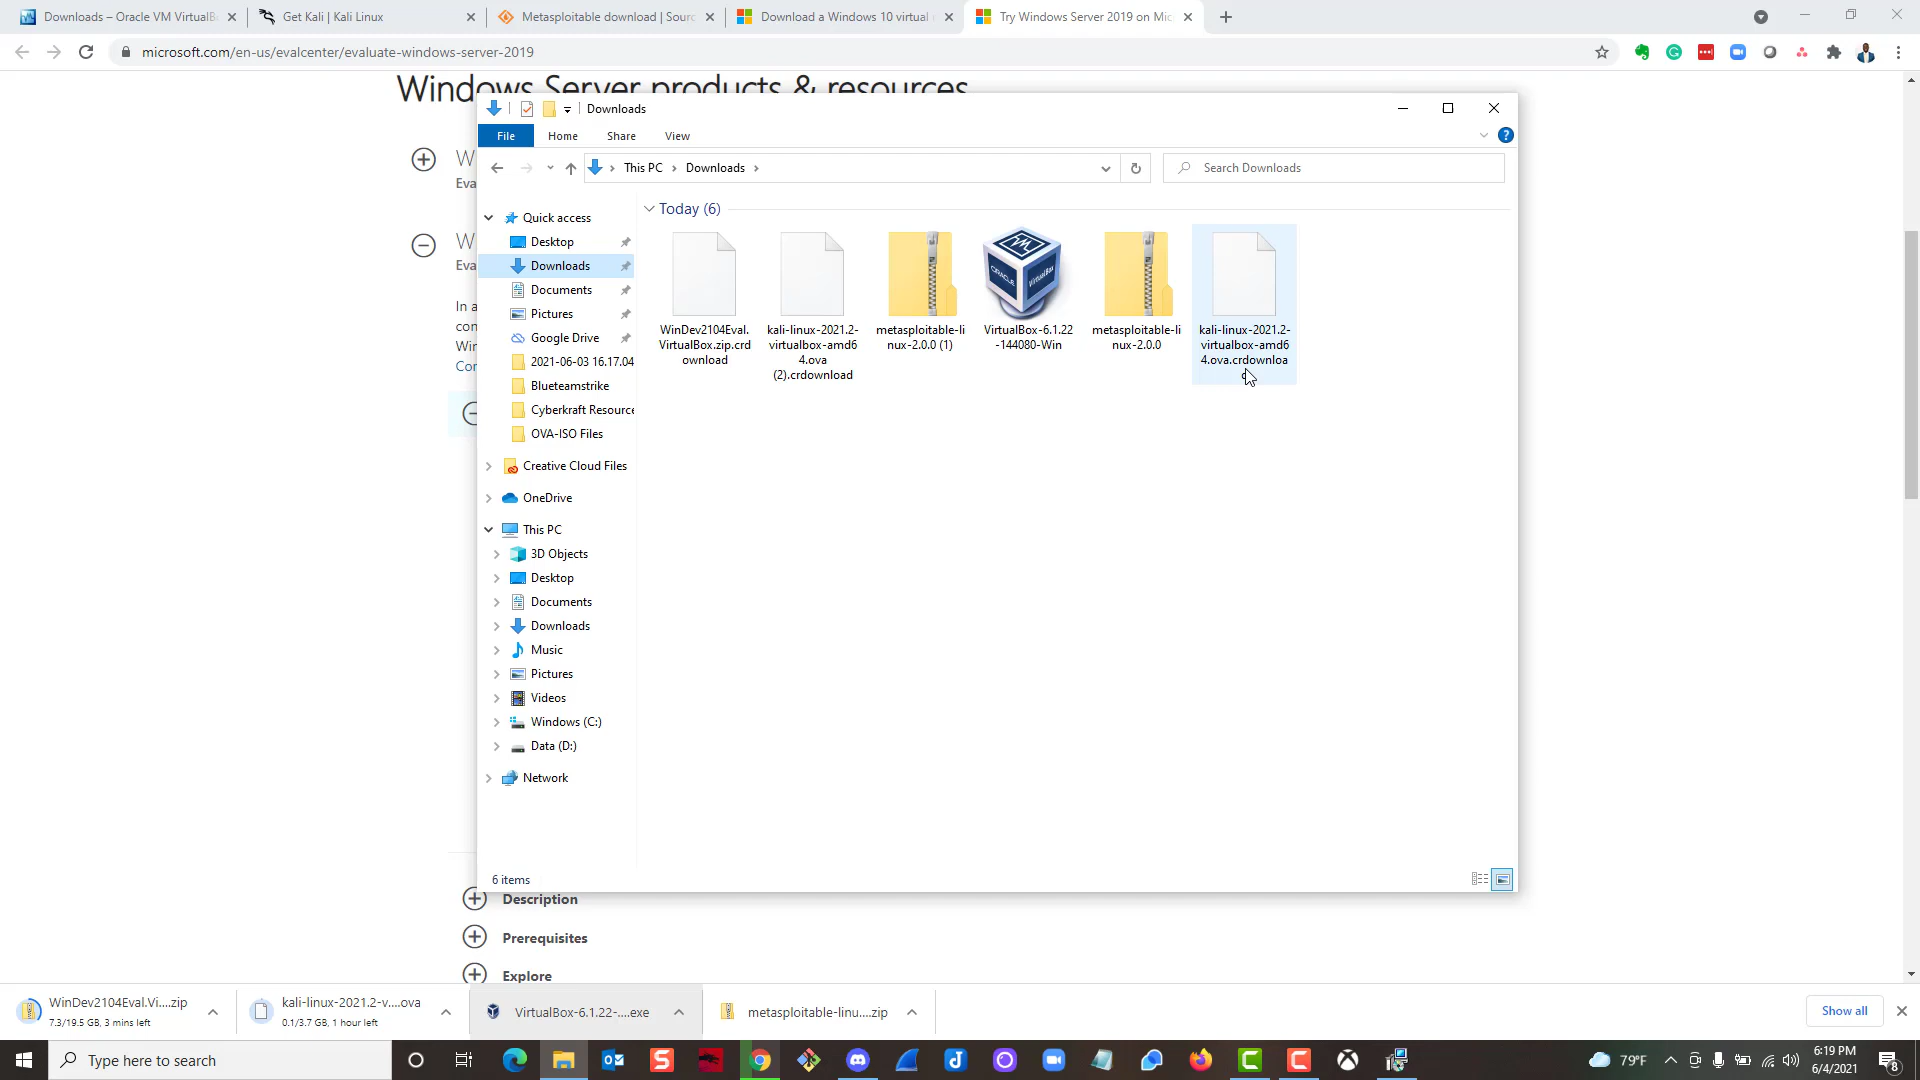 Downloads – Oracle VM VirtualB
Get Kali | Kali Linux
Metasploitable download | Sourc
Download a Windows 10 virtual
Try Windows Server 2019 on Mic
microsoft.com/en-us/evalcenter/evaluate-windows-server-2019
Windows Server products & resources
Downloads
File
Home
Share
View
This PC
Downloads
Search Downloads
W
Eva
W
Eva
In a
con
Win
Cor
Quick access
Desktop
Downloads
Documents
Pictures
Google Drive
2021-06-03 16.17.04
Blueteamstrike
Cyberkraft Resource
OVA-ISO Files
Creative Cloud Files
OneDrive
This PC
3D Objects
Desktop
Documents
Downloads
Music
Pictures
Videos
Windows (C:)
Data (D:)
Network
Today (6)
WinDev2104Eval.
VirtualBox.zip.crd
ownload
kali-linux-2021.2-
virtualbox-amd6
4.ova
(2).crdownload
metasploitable-li
nux-2.0.0 (1)
ORACLE
VirtualBox
VirtualBox-6.1.22
-144080-Win
metasploitable-li
nux-2.0.0
kali-linux-2021.2-
virtualbox-amd6
4.ova.crdownloa
d
6 items
Description
Prerequisites
Explore
WinDev2104Eval.Vi....zip
7.3/19.5 GB, 3 mins left
kali-linux-2021.2-v....ova
0.1/3.7 GB, 1 hour left
VirtualBox-6.1.22-....exe
metasploitable-linu....zip
Show all
Type here to search
79°F
6:19 PM
6/4/2021
8